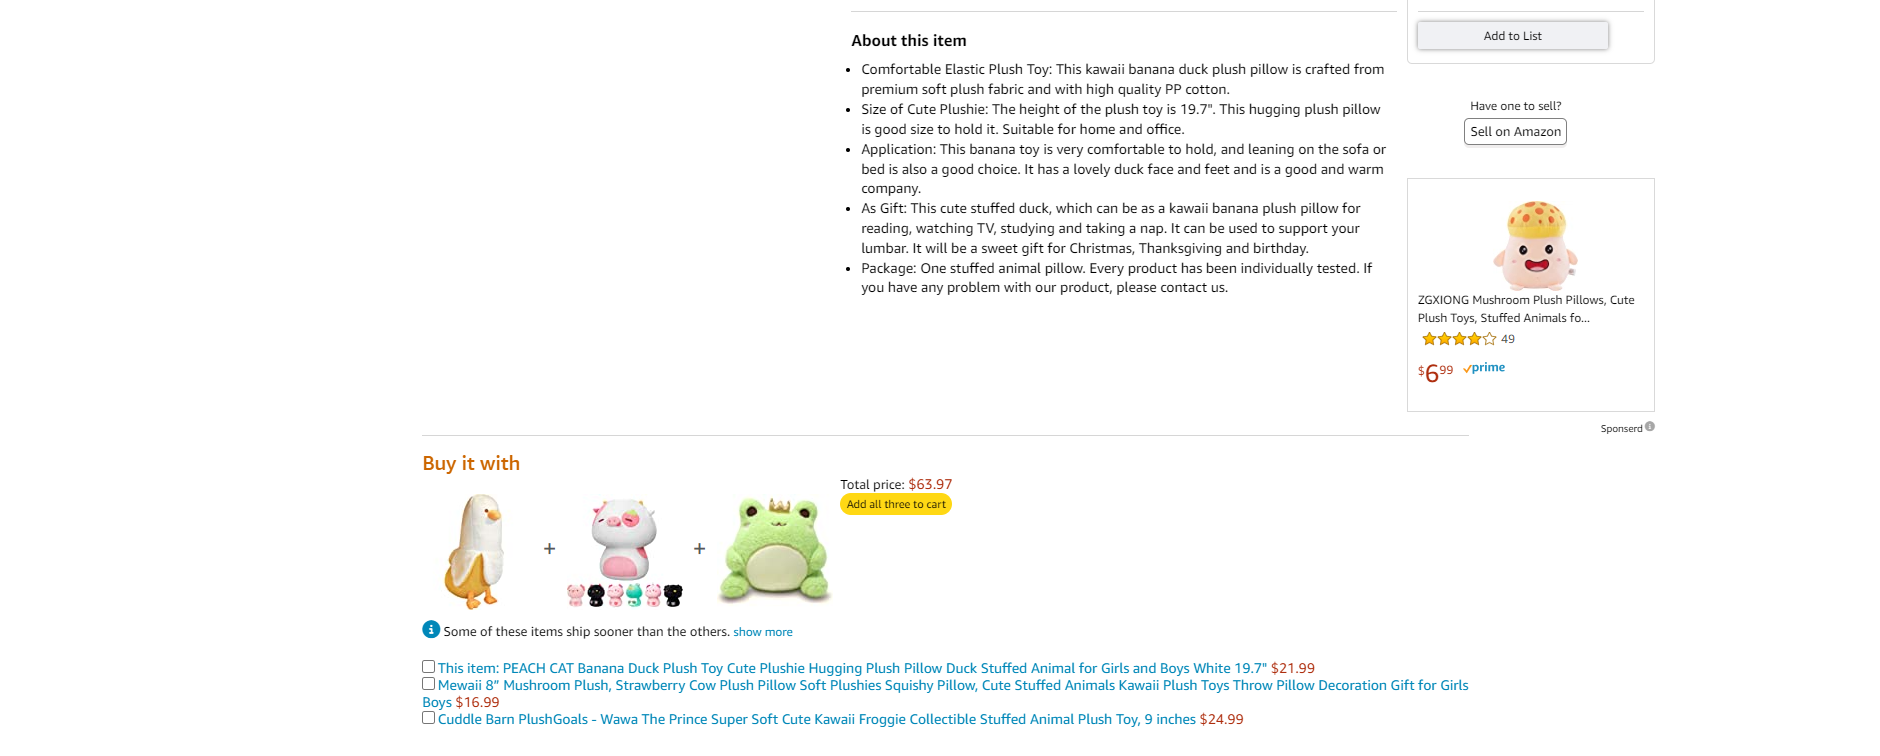 About this item
Comfortable Elastic Plush Toy: This kawaii banana duck plush pillow is crafted from
premium soft plush fabric and with high quality PP cotton.
Size of Cute Plushie: The height of the plush toy is 19.7". This hugging plush pillow
is good size to hold it. Suitable for home and office.
Application: This banana toy is very comfortable to hold, and leaning on the sofa or
bed is also a good choice. It has a lovely duck face and feet and is a good and warm
company.
As Gift: This cute stuffed duck, which can be as a kawaii banana plush pillow for
reading, watching TV, studying and taking a nap. It can be used to support your
lumbar. It will be a sweet gift for Christmas, Thanksgiving and birthday.
Package: One stuffed animal pillow. Every product has been individually tested. If
you have any problem with our product, please contact us.
Add to List
Have one to sell?
Sell on Amazon
ZGXIONG Mushroom Plush Pillows, Cute
Plush Toys, Stuffed Animals fo...
49
$6 99 prime
Sponserd
Buy it with
Total price: $63.97
Add all three to cart
+ +
Some of these items ship sooner than the others. show more
This item: PEACH CAT Banana Duck Plush Toy Cute Plushie Hugging Plush Pillow Duck Stuffed Animal for Girls and Boys White 19.7" $21.99
Mewaii 8” Mushroom Plush, Strawberry Cow Plush Pillow Soft Plushies Squishy Pillow, Cute Stuffed Animals Kawaii Plush Toys Throw Pillow Decoration Gift for Girls
Boys $16.99
Cuddle Barn PlushGoals - Wawa The Prince Super Soft Cute Kawaii Froggie Collectible Stuffed Animal Plush Toy, 9 inches $24.99